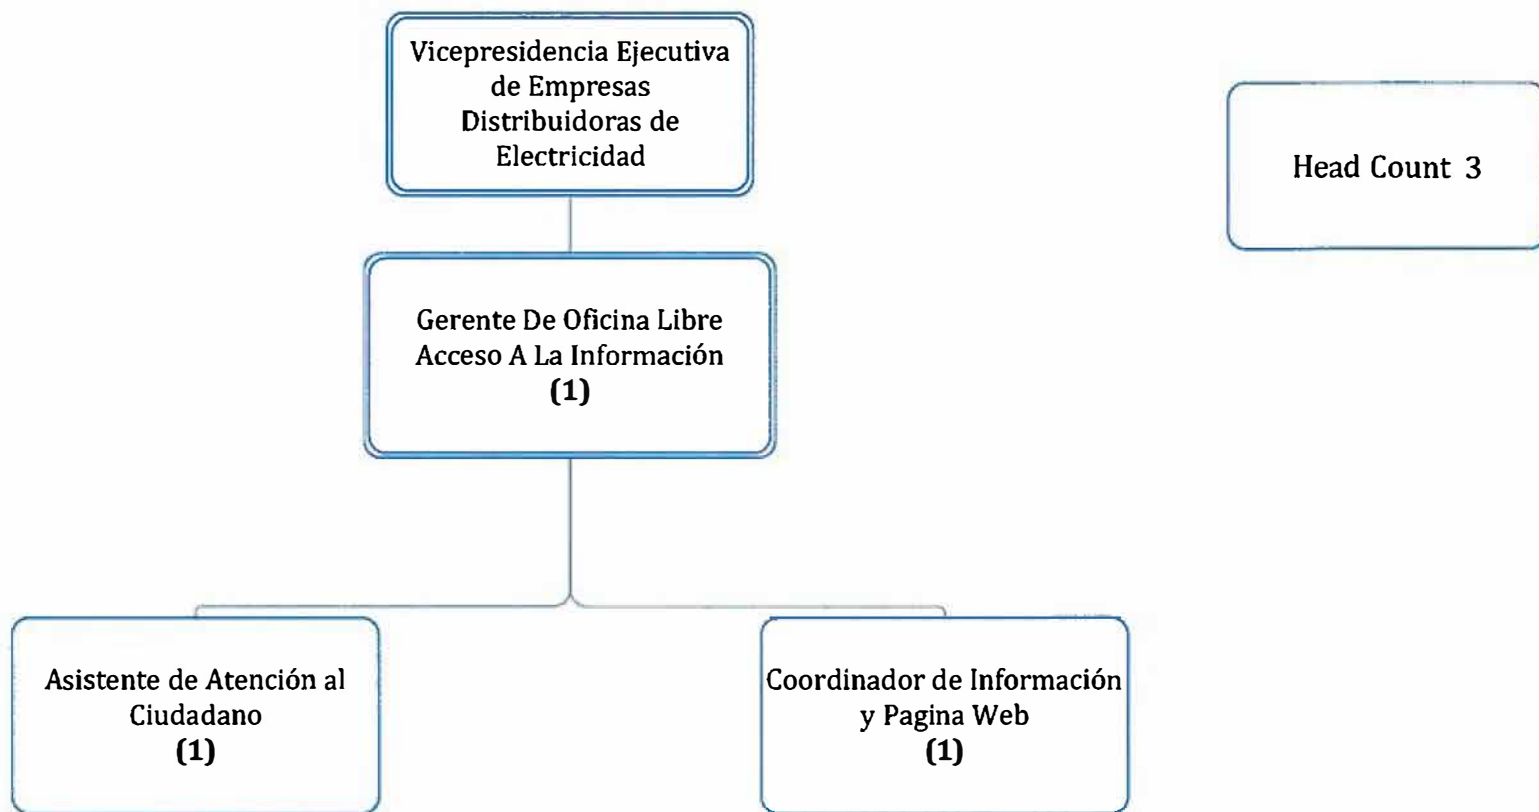 Vicepresidencia Ejecutiva
de Empresas
Distribuidoras de
Electricidad
Head Count 3
Gerente De Oficina Libre
Acceso A La Información
(1)
Asistente de Atención al
Ciudadano
(1)
Coordinador de Información
y Pagina Web
(1)